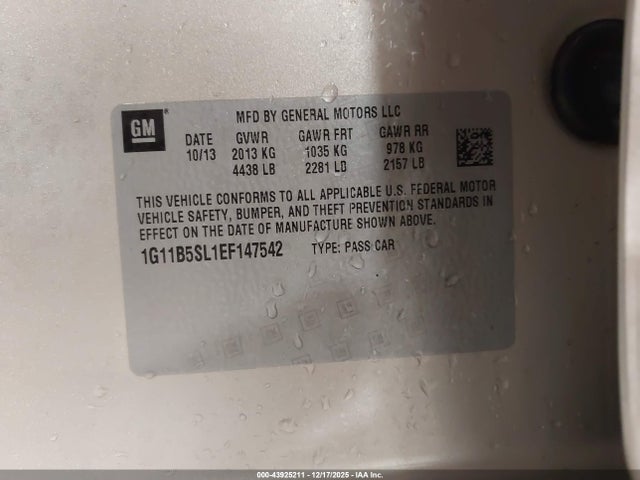 GM ®
MFD BY GENERAL MOTORS LLC
DATE GVWR GAWR FRT GAWR RR
10/13 2013 KG 1035 KG 978 KG
4438 LB 2281 LB 2157 LB
THIS VEHICLE CONFORMS TO ALL APPLICABLE U.S. FEDERAL MOTOR
VEHICLE SAFETY, BUMPER, AND THEFT PREVENTION STANDARDS IN
EFFECT ON THE DATE OF MANUFACTURE SHOWN ABOVE.
1G11B5SL1EF147542 TYPE: PASS CAR
000-43925211 - 12/17/2025 - IAA Inc.